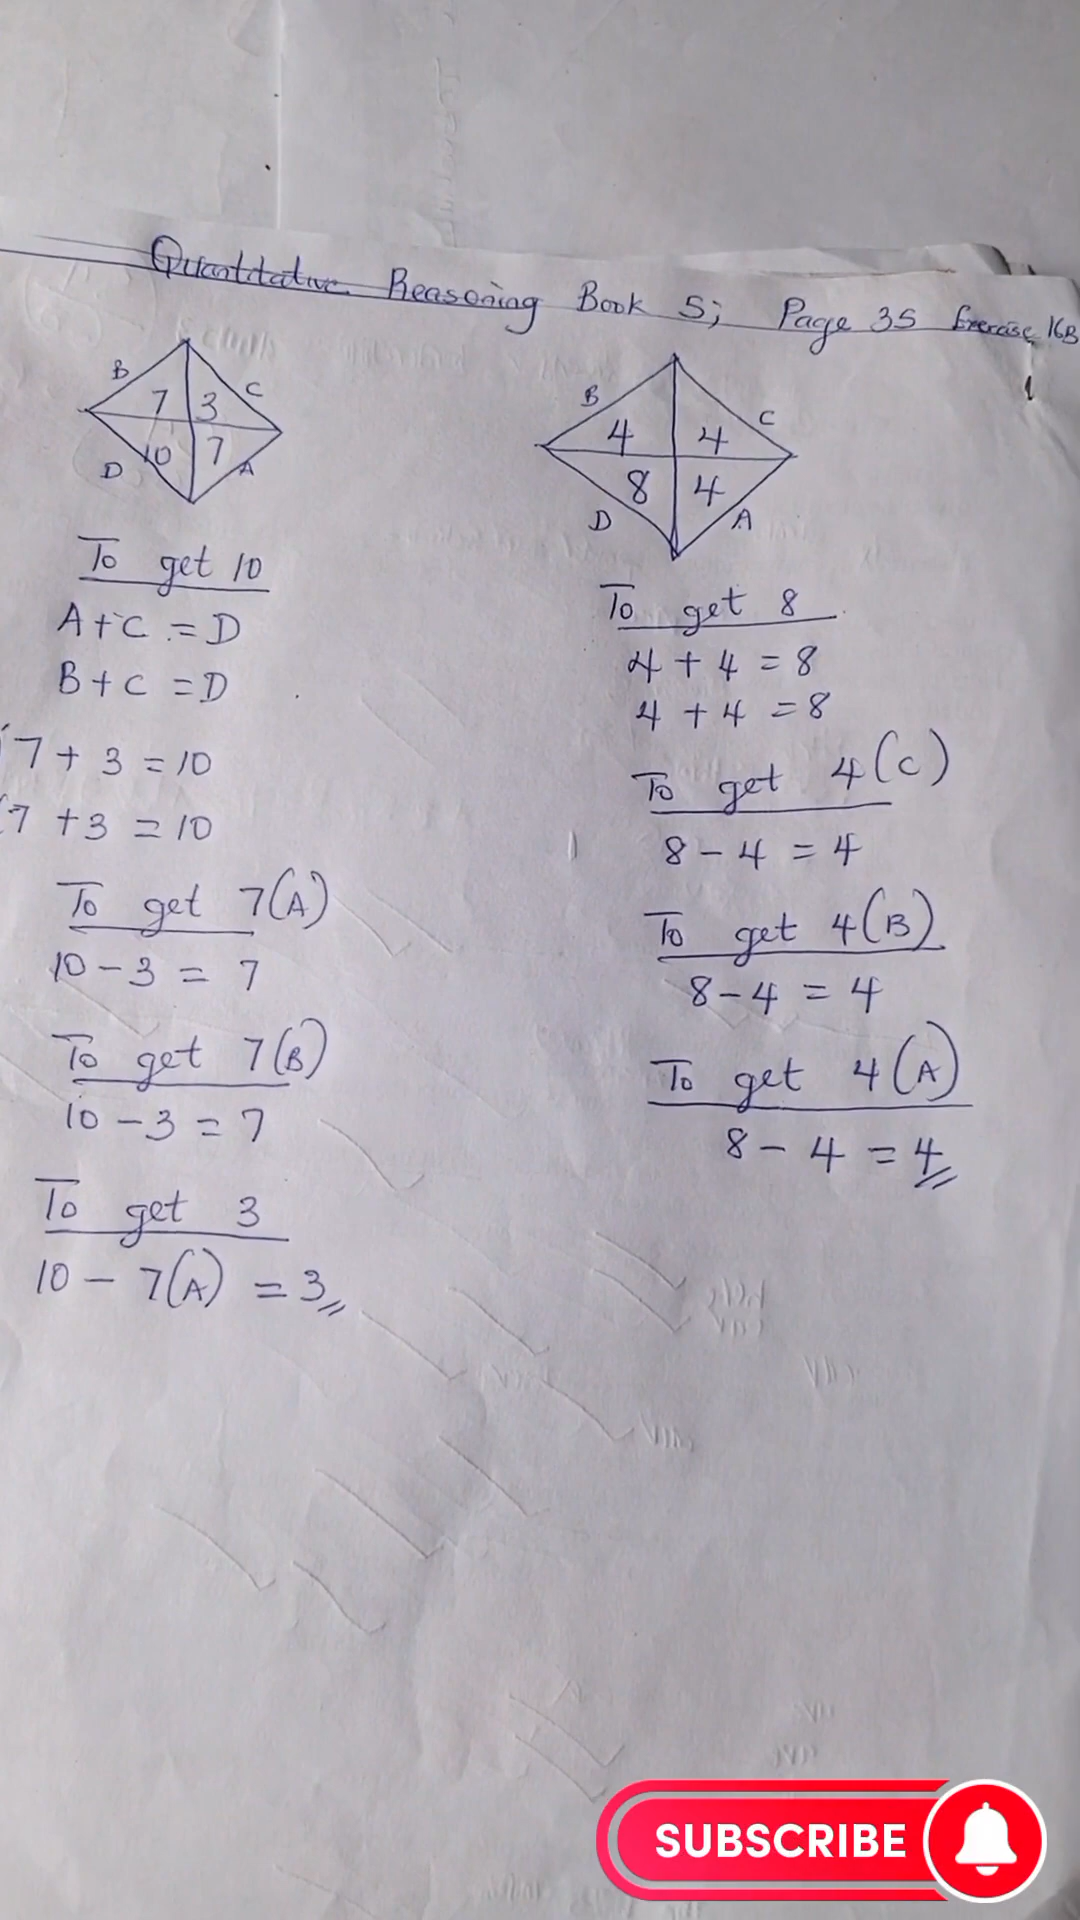 Quantitative Reasoning Book 5; Page 35 Exercise 16B
B
7
3
C
D
10
7
A
To get 10
A+C = D
B+C = D
(7 + 3 = 10
(7 + 3 = 10
To get 7(A)
10 - 3 = 7
To get 7(B)
10 - 3 = 7
To get 3
10 - 7(A) = 3
B
4
4
C
D
8
4
A
To get 8
4 + 4 = 8
4 + 4 = 8
To get 4(C)
8 - 4 = 4
To get 4(B)
8 - 4 = 4
To get 4(A)
8 - 4 = 4
SUBSCRIBE